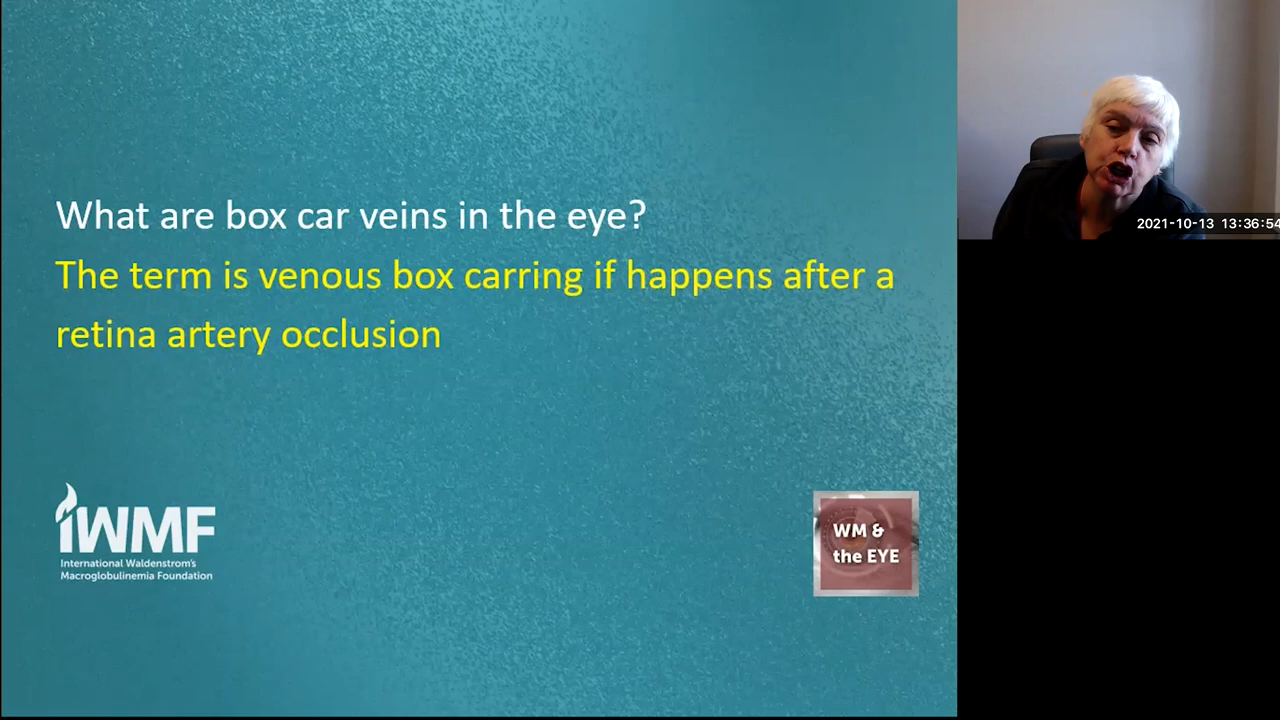 What are box car veins in the eye?
The term is venous box carring if happens after a
retina artery occlusion
iWMF
International Waldenstrom's
Macroglobulinemia Foundation
WM &
the EYE
2021-10-13 13:36:54